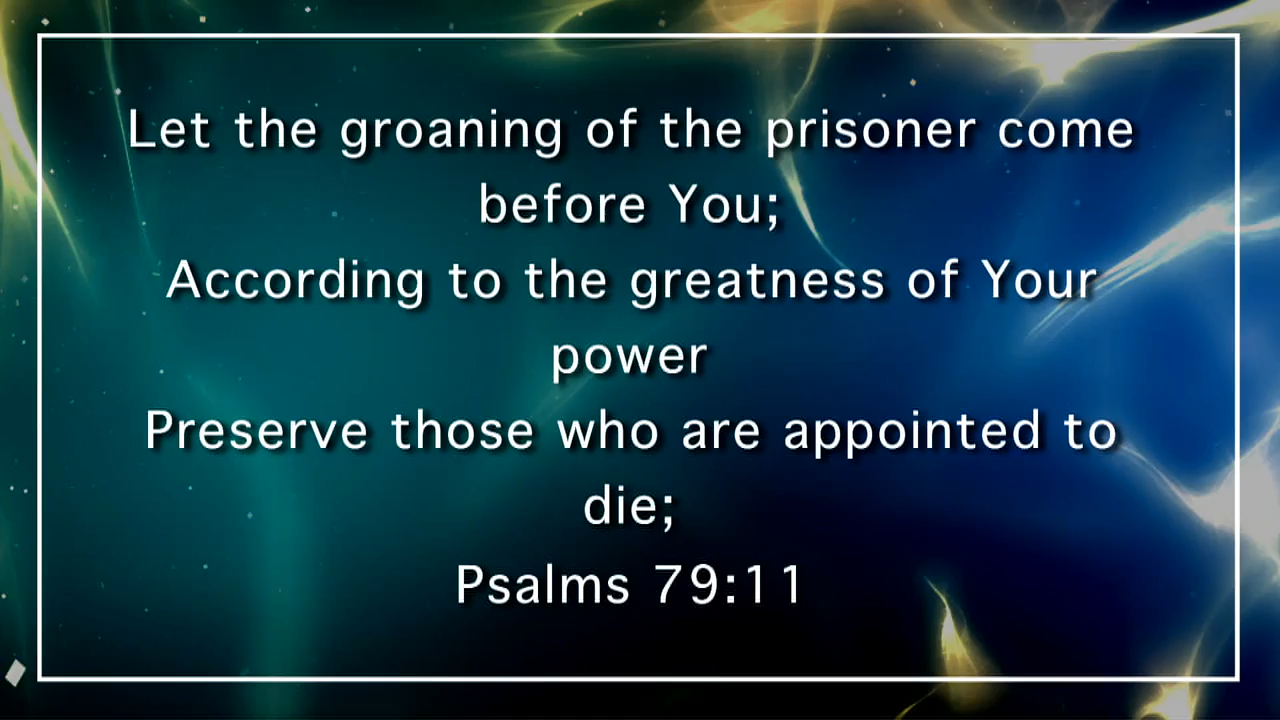 Let the groaning of the prisoner come
before You;
According to the greatness of Your
power
Preserve those who are appointed to
die;
Psalms 79:11